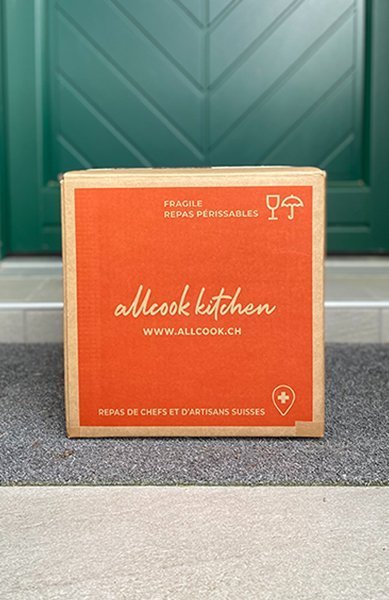 FRAGILE
REPAS PÉRISSABLES
allcook kitchen
WWW.ALLCOOK.CH
REPAS DE CHEFS ET D'ARTISANS SUISSES